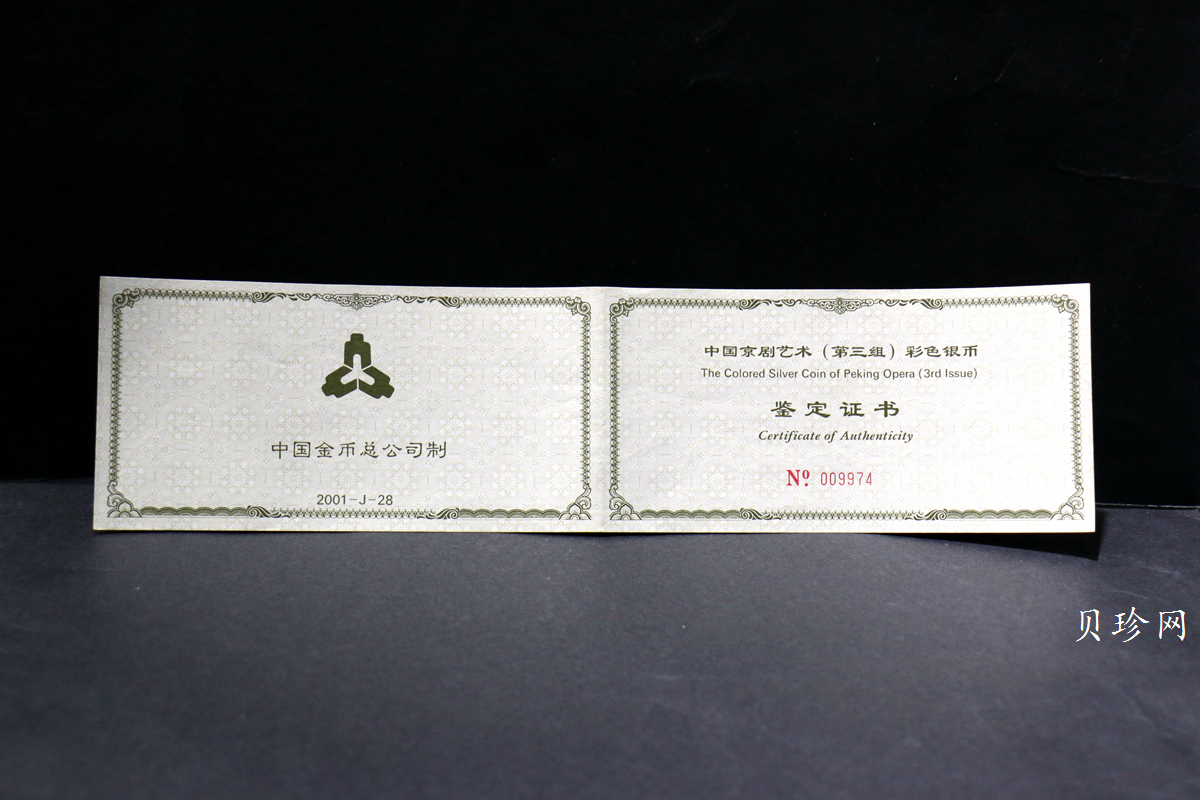 中国金币总公司制
2001-J-28
中国京剧艺术（第三组）彩色银币
The Colored Silver Coin of Peking Opera (3rd Issue)
鉴定证书
Certificate of Authenticity
Nº 009974
贝珍网